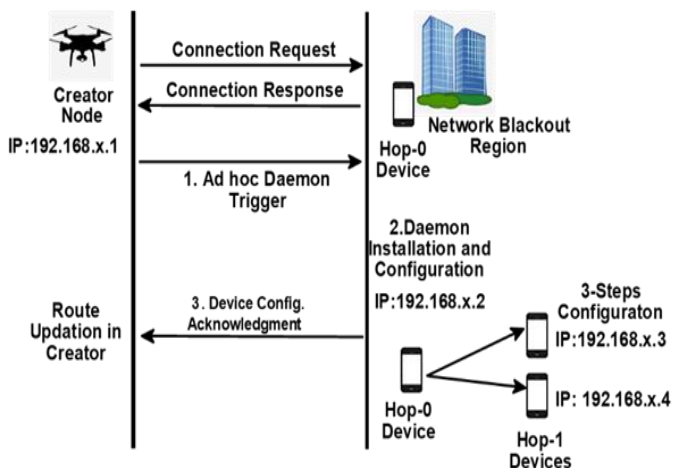 Connection Request
Connection Response
Creator
Node
IP:192.168.x.1
Network Blackout
Region
Hop-0
Device
1. Ad hoc Daemon
Trigger
2.Daemon
Installation and
Configuration
IP:192.168.x.2
3. Device Config.
Acknowledgment
Route
Updation in
Creator
3-Steps
Configuraton
IP:192.168.x.3
IP: 192.168.x.4
Hop-0
Device
Hop-1
Devices